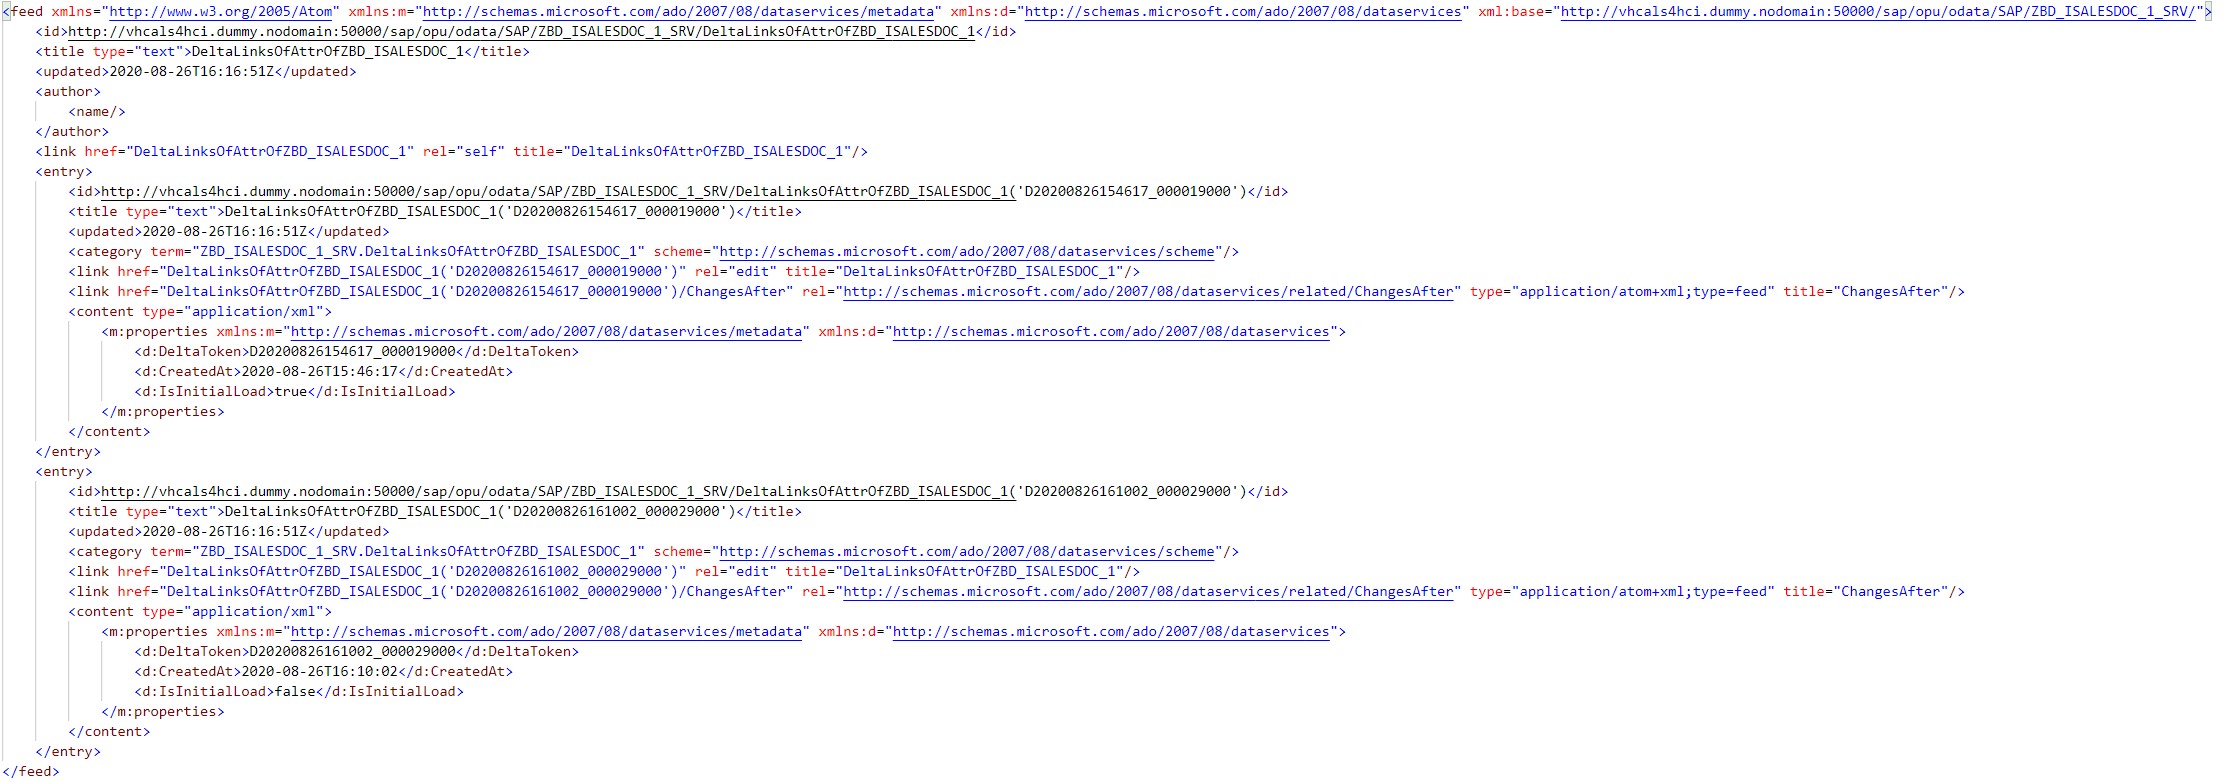 <feed xmlns="http://www.w3.org/2005/Atom" xmlns:m="http://schemas.microsoft.com/ado/2007/08/dataservices/metadata" xmlns:d="http://schemas.microsoft.com/ado/2007/08/dataservices" xml:base="http://vhcals4hci.dummy.nodomain:50000/sap/opu/odata/SAP/ZBD_ISALESDOC_1_SRV/">
<id>http://vhcals4hci.dummy.nodomain:50000/sap/opu/odata/SAP/ZBD_ISALESDOC_1_SRV/DeltaLinksOfAttrOfZBD_ISALESDOC_1</id>
<title type="text">DeltaLinksOfAttrOfZBD_ISALESDOC_1</title>
<updated>2020-08-26T16:16:51Z</updated>
<author>
<name/>
</author>
<link href="DeltaLinksOfAttrOfZBD_ISALESDOC_1" rel="self" title="DeltaLinksOfAttrOfZBD_ISALESDOC_1"/>
<entry>
<id>http://vhcals4hci.dummy.nodomain:50000/sap/opu/odata/SAP/ZBD_ISALESDOC_1_SRV/DeltaLinksOfAttrOfZBD_ISALESDOC_1('D20200826154617_000019000')</id>
<title type="text">DeltaLinksOfAttrOfZBD_ISALESDOC_1('D20200826154617_000019000')</title>
<updated>2020-08-26T16:16:51Z</updated>
<category term="ZBD_ISALESDOC_1_SRV.DeltaLinksOfAttrOfZBD_ISALESDOC_1" scheme="http://schemas.microsoft.com/ado/2007/08/dataservices/scheme"/>
<link href="DeltaLinksOfAttrOfZBD_ISALESDOC_1('D20200826154617_000019000')" rel="edit" title="DeltaLinksOfAttrOfZBD_ISALESDOC_1"/>
<link href="DeltaLinksOfAttrOfZBD_ISALESDOC_1('D20200826154617_000019000')/ChangesAfter" rel="http://schemas.microsoft.com/ado/2007/08/dataservices/related/ChangesAfter" type="application/atom+xml;type=feed" title="ChangesAfter"/>
<content type="application/xml">
<m:properties xmlns:m="http://schemas.microsoft.com/ado/2007/08/dataservices/metadata" xmlns:d="http://schemas.microsoft.com/ado/2007/08/dataservices">
<d:DeltaToken>D20200826154617_000019000</d:DeltaToken>
<d:CreatedAt>2020-08-26T15:46:17</d:CreatedAt>
<d:IsInitialLoad>true</d:IsInitialLoad>
</m:properties>
</content>
</entry>
<entry>
<id>http://vhcals4hci.dummy.nodomain:50000/sap/opu/odata/SAP/ZBD_ISALESDOC_1_SRV/DeltaLinksOfAttrOfZBD_ISALESDOC_1('D20200826161002_000029000')</id>
<title type="text">DeltaLinksOfAttrOfZBD_ISALESDOC_1('D20200826161002_000029000')</title>
<updated>2020-08-26T16:16:51Z</updated>
<category term="ZBD_ISALESDOC_1_SRV.DeltaLinksOfAttrOfZBD_ISALESDOC_1" scheme="http://schemas.microsoft.com/ado/2007/08/dataservices/scheme"/>
<link href="DeltaLinksOfAttrOfZBD_ISALESDOC_1('D20200826161002_000029000')" rel="edit" title="DeltaLinksOfAttrOfZBD_ISALESDOC_1"/>
<link href="DeltaLinksOfAttrOfZBD_ISALESDOC_1('D20200826161002_000029000')/ChangesAfter" rel="http://schemas.microsoft.com/ado/2007/08/dataservices/related/ChangesAfter" type="application/atom+xml;type=feed" title="ChangesAfter"/>
<content type="application/xml">
<m:properties xmlns:m="http://schemas.microsoft.com/ado/2007/08/dataservices/metadata" xmlns:d="http://schemas.microsoft.com/ado/2007/08/dataservices">
<d:DeltaToken>D20200826161002_000029000</d:DeltaToken>
<d:CreatedAt>2020-08-26T16:10:02</d:CreatedAt>
<d:IsInitialLoad>false</d:IsInitialLoad>
</m:properties>
</content>
</entry>
</feed>